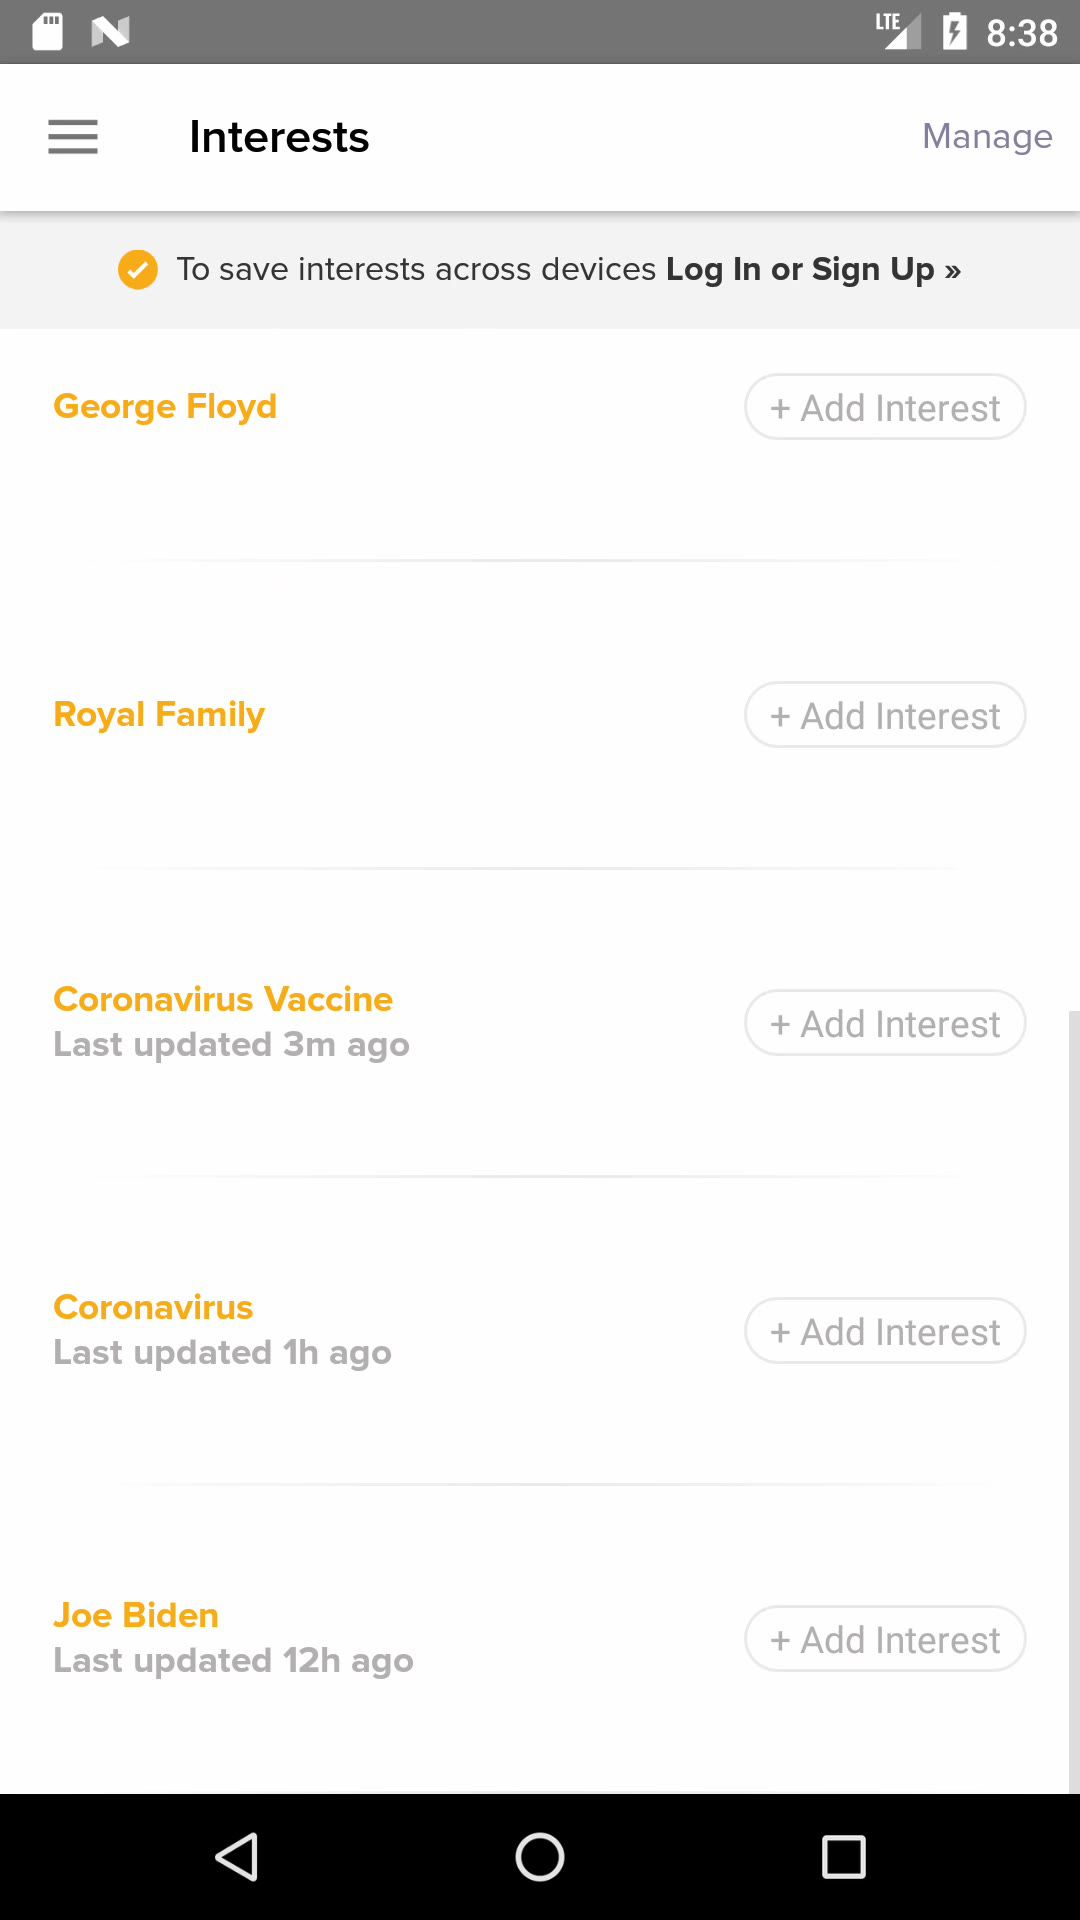 LTE 8:38
Interests Manage
To save interests across devices Log In or Sign Up »
George Floyd + Add Interest
Royal Family + Add Interest
Coronavirus Vaccine
Last updated 3m ago
+ Add Interest
Coronavirus
Last updated 1h ago
+ Add Interest
Joe Biden
Last updated 12h ago
+ Add Interest